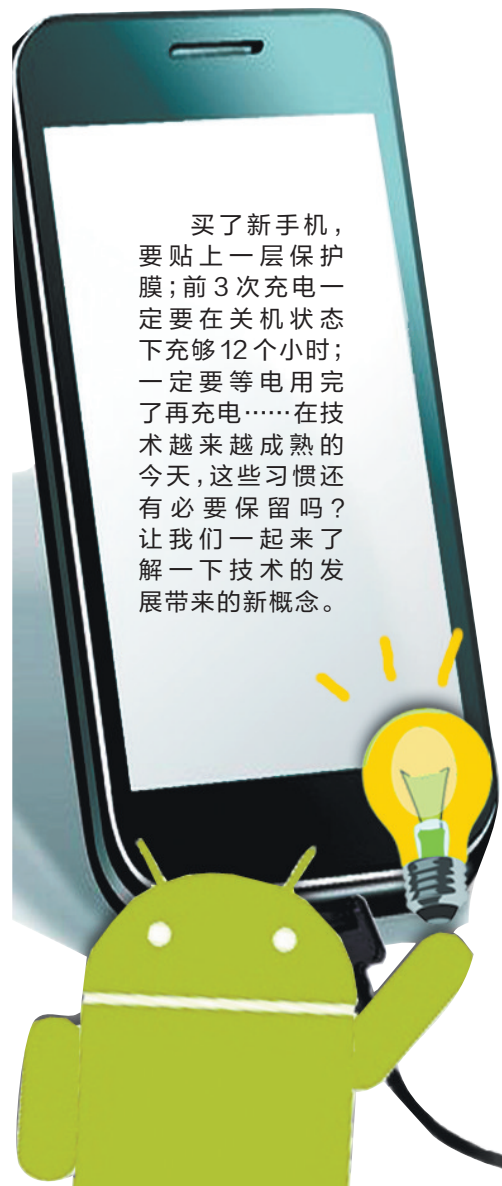 买了新手机，
要贴上一层保护
膜；前3次充电一
定要在关机状态
下充够12个小时；
一定要等电用完
了再充电……在技
术越来越成熟的
今天，这些习惯还
有必要保留吗？
让我们一起来了
解一下技术的发
展带来的新概念。